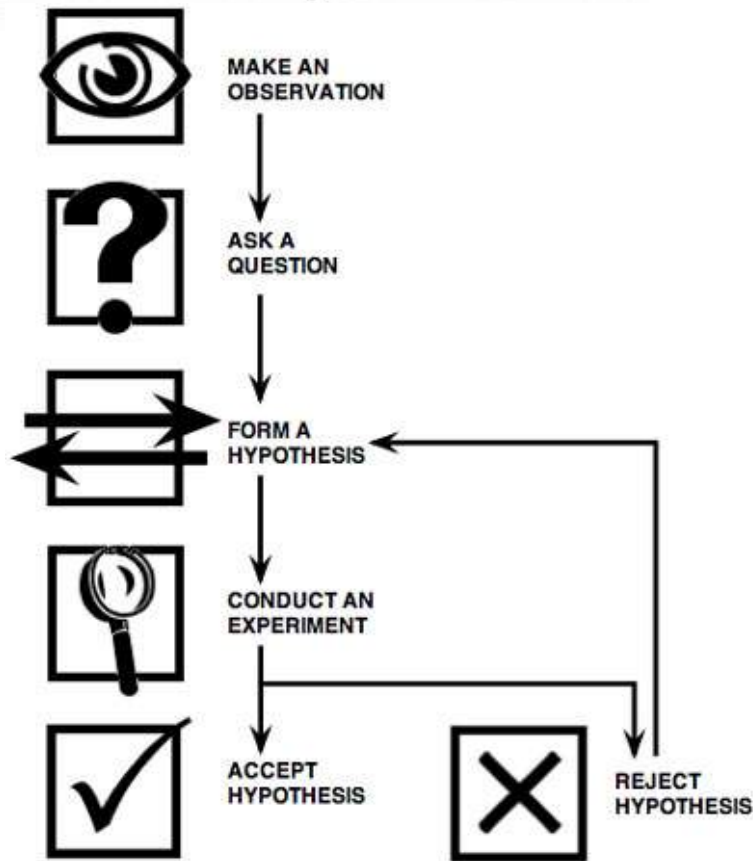 MAKE AN
OBSERVATION
ASK A
QUESTION
FORM A
HYPOTHESIS
CONDUCT AN
EXPERIMENT
ACCEPT
HYPOTHESIS
REJECT
HYPOTHESIS